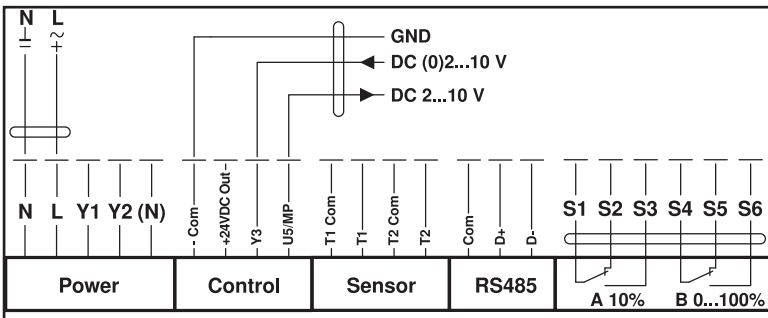 N L
GND
DC (0)2...10 V
DC 2...10 V
N L Y1 Y2 (N)
- Com
+24VDC Out
Y3
U5/MP
T1 Com
T1
T2 Com
T2
Com
D+
D-
S1 S2 S3 S4 S5 S6
Power
Control
Sensor
RS485
A 10%
B 0...100%